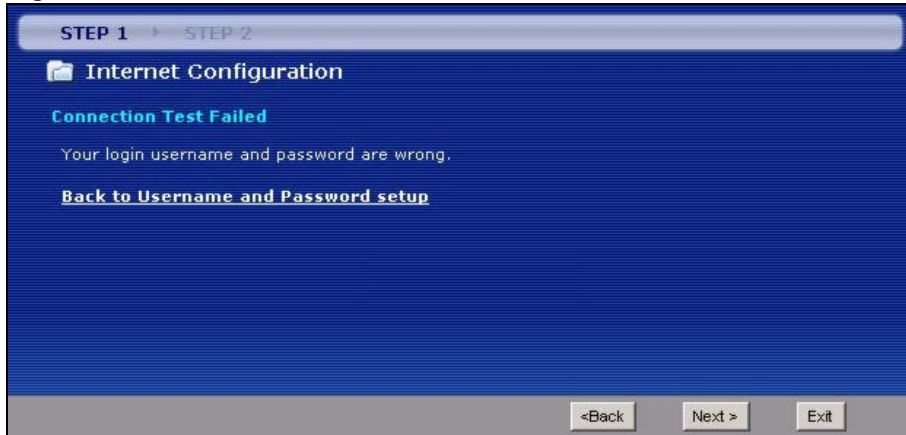 STEP 1 STEP 2
Internet Configuration
Connection Test Failed
Your login username and password are wrong.
Back to Username and Password setup
<Back Next > Exit